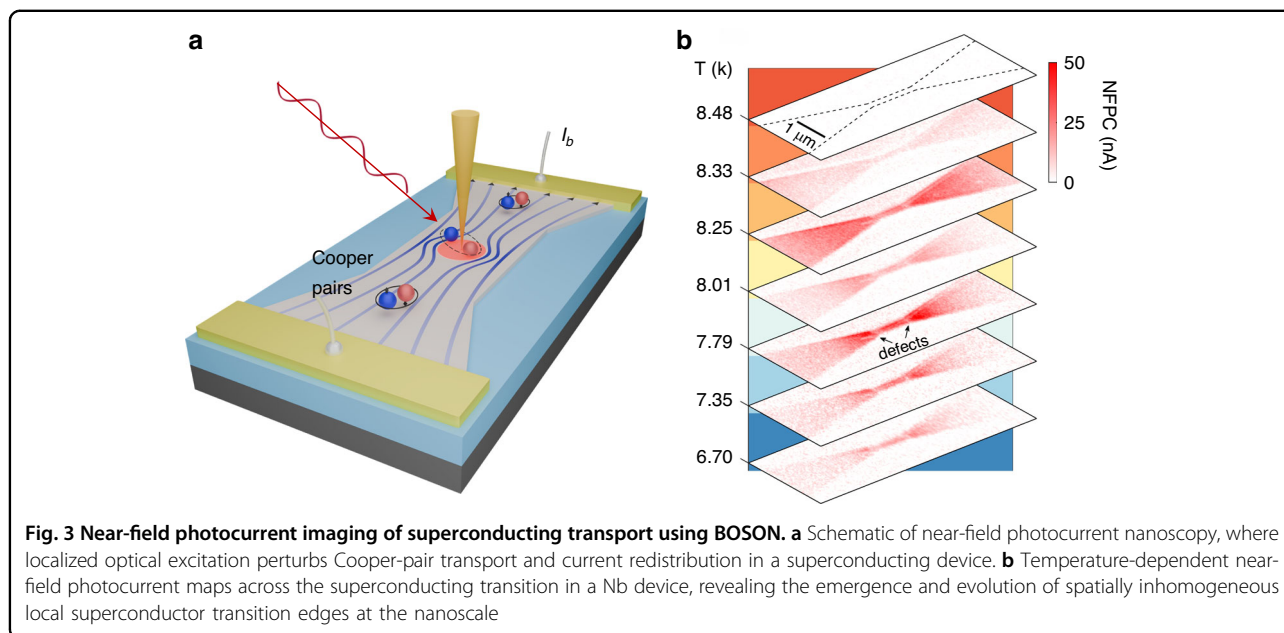 a
I_b
Cooper
pairs
b
T (k)
8.48
8.33
8.25
8.01
7.79
7.35
6.70
1 μm
defects
50
25
0
NFPC (nA)
Fig. 3 Near-field photocurrent imaging of superconducting transport using BOSON. a Schematic of near-field photocurrent nanoscopy, where
localized optical excitation perturbs Cooper-pair transport and current redistribution in a superconducting device. b Temperature-dependent near-
field photocurrent maps across the superconducting transition in a Nb device, revealing the emergence and evolution of spatially inhomogeneous
local superconductor transition edges at the nanoscale